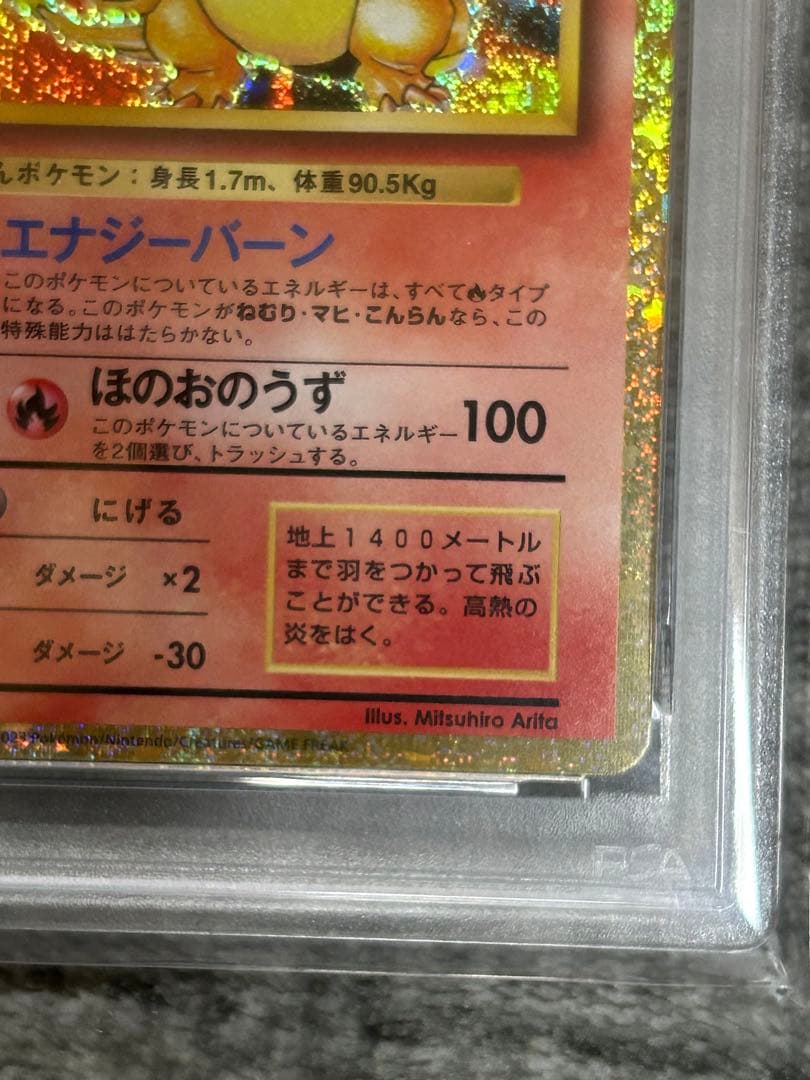 んポケモン：身長1.7m、体重90.5Kg
エナジーバーン
このポケモンについているエネルギーは、すべてタイプ
になる。このポケモンがねむり・マヒ・こんらんなら、この
特殊能力ははたらかない。
ほのおのうず 100
このポケモンについているエネルギー
を2個選び、トラッシュする。
にげる
ダメージ ×2
ダメージ -30
地上1400メートル
まで羽をつかって飛ぶ
ことができる。高熱の
炎をはく。
Illus. Mitsuhiro Arita
023 Pokémon/Nintendo/Creatures/GAME FREAK
PSA